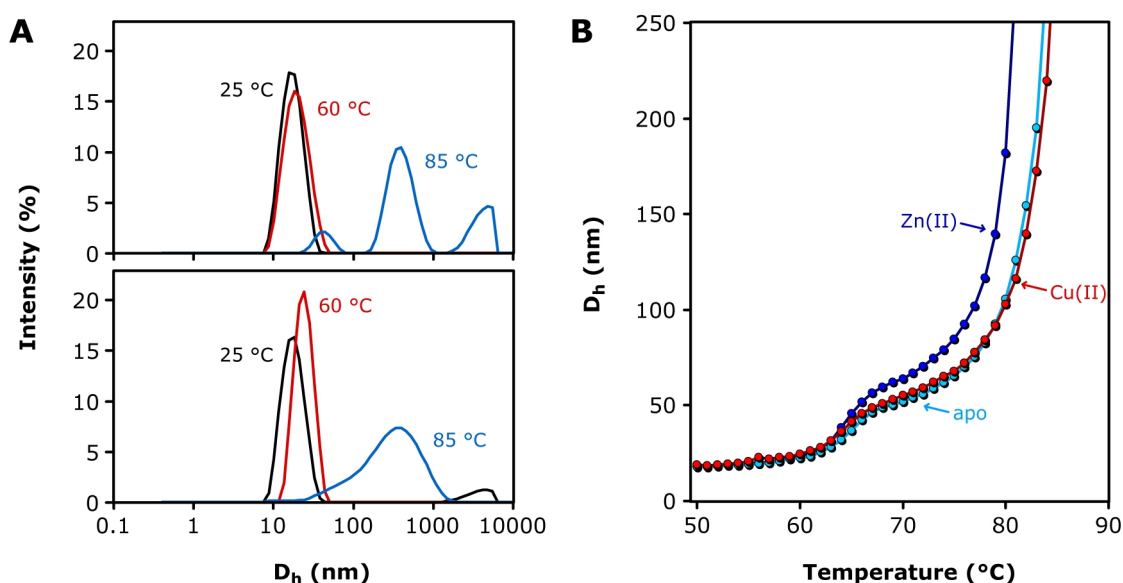 A
20
15
10
5
0
25 °C
60 °C
85 °C
20
15
10
5
0
25 °C
60 °C
85 °C
0.1 1 10 100 1000 10000
Intensity (%)
Dh (nm)
B
250
200
150
100
50
0
50 60 70 80 90
Zn(II)
Cu(II)
apo
Dh (nm)
Temperature (°C)